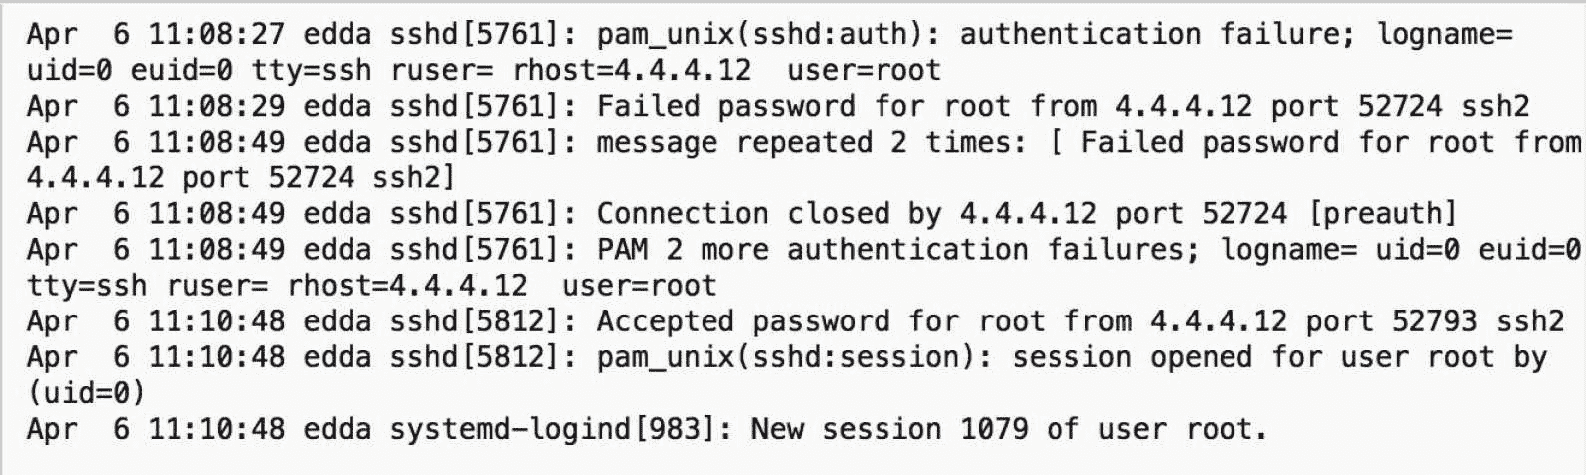 Apr  6 11:08:27 edda sshd[5761]: pam_unix(sshd:auth): authentication failure; logname=
uid=0 euid=0 tty=ssh ruser= rhost=4.4.4.12  user=root
Apr  6 11:08:29 edda sshd[5761]: Failed password for root from 4.4.4.12 port 52724 ssh2
Apr  6 11:08:49 edda sshd[5761]: message repeated 2 times: [ Failed password for root from
4.4.4.12 port 52724 ssh2]
Apr  6 11:08:49 edda sshd[5761]: Connection closed by 4.4.4.12 port 52724 [preauth]
Apr  6 11:08:49 edda sshd[5761]: PAM 2 more authentication failures; logname= uid=0 euid=0
tty=ssh ruser= rhost=4.4.4.12  user=root
Apr  6 11:10:48 edda sshd[5812]: Accepted password for root from 4.4.4.12 port 52793 ssh2
Apr  6 11:10:48 edda sshd[5812]: pam_unix(sshd:session): session opened for user root by
(uid=0)
Apr  6 11:10:48 edda systemd-logind[983]: New session 1079 of user root.